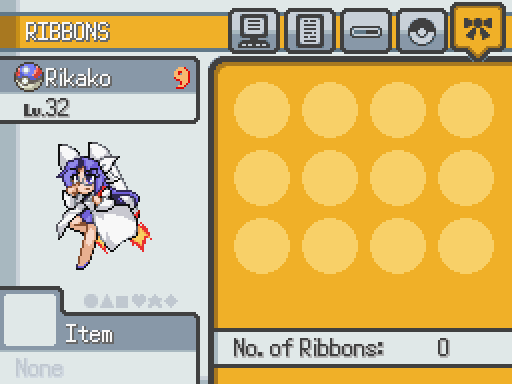 RIBBONS
Rikako
Lv.32
Item
None
No. of Ribbons: 0